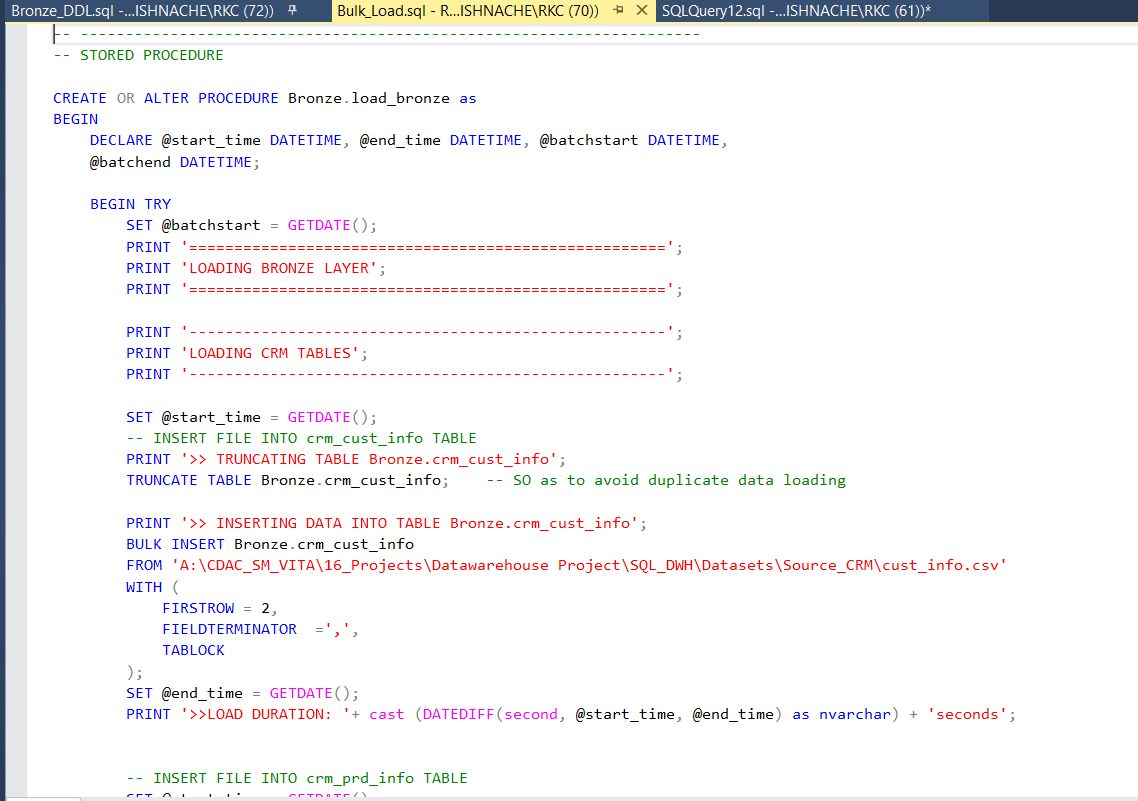 Bronze_DDL.sql -...ISHNACHE\RKC (72)) Bulk_Load.sql - R...ISHNACHE\RKC (70)) SQLQuery12.sql -...ISHNACHE\RKC (61))*
-- ---------------------------------------------------------------------
-- STORED PROCEDURE
CREATE OR ALTER PROCEDURE Bronze.load_bronze as
BEGIN
DECLARE @start_time DATETIME, @end_time DATETIME, @batchstart DATETIME,
@batchend DATETIME;
BEGIN TRY
SET @batchstart = GETDATE();
PRINT '=====================================================';
PRINT 'LOADING BRONZE LAYER';
PRINT '=====================================================';
PRINT '-----------------------------------------------------';
PRINT 'LOADING CRM TABLES';
PRINT '-----------------------------------------------------';
SET @start_time = GETDATE();
-- INSERT FILE INTO crm_cust_info TABLE
PRINT '>> TRUNCATING TABLE Bronze.crm_cust_info';
TRUNCATE TABLE Bronze.crm_cust_info;    -- SO as to avoid duplicate data loading
PRINT '>> INSERTING DATA INTO TABLE Bronze.crm_cust_info';
BULK INSERT Bronze.crm_cust_info
FROM 'A:\CDAC_SM_VITA\16_Projects\Datawarehouse Project\SQL_DWH\Datasets\Source_CRM\cust_info.csv'
WITH (
FIRSTROW = 2,
FIELDTERMINATOR  =',',
TABLOCK
);
SET @end_time = GETDATE();
PRINT '>>LOAD DURATION: '+ cast (DATEDIFF(second, @start_time, @end_time) as nvarchar) + 'seconds';
-- INSERT FILE INTO crm_prd_info TABLE